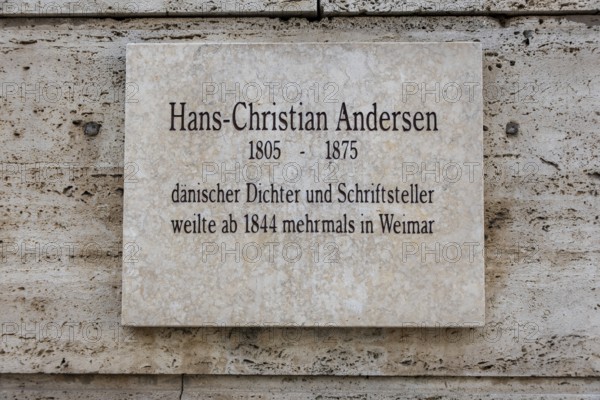 Hans-Christian Andersen
1805 - 1875
dänischer Dichter und Schriftsteller
weilte ab 1844 mehrmals in Weimar